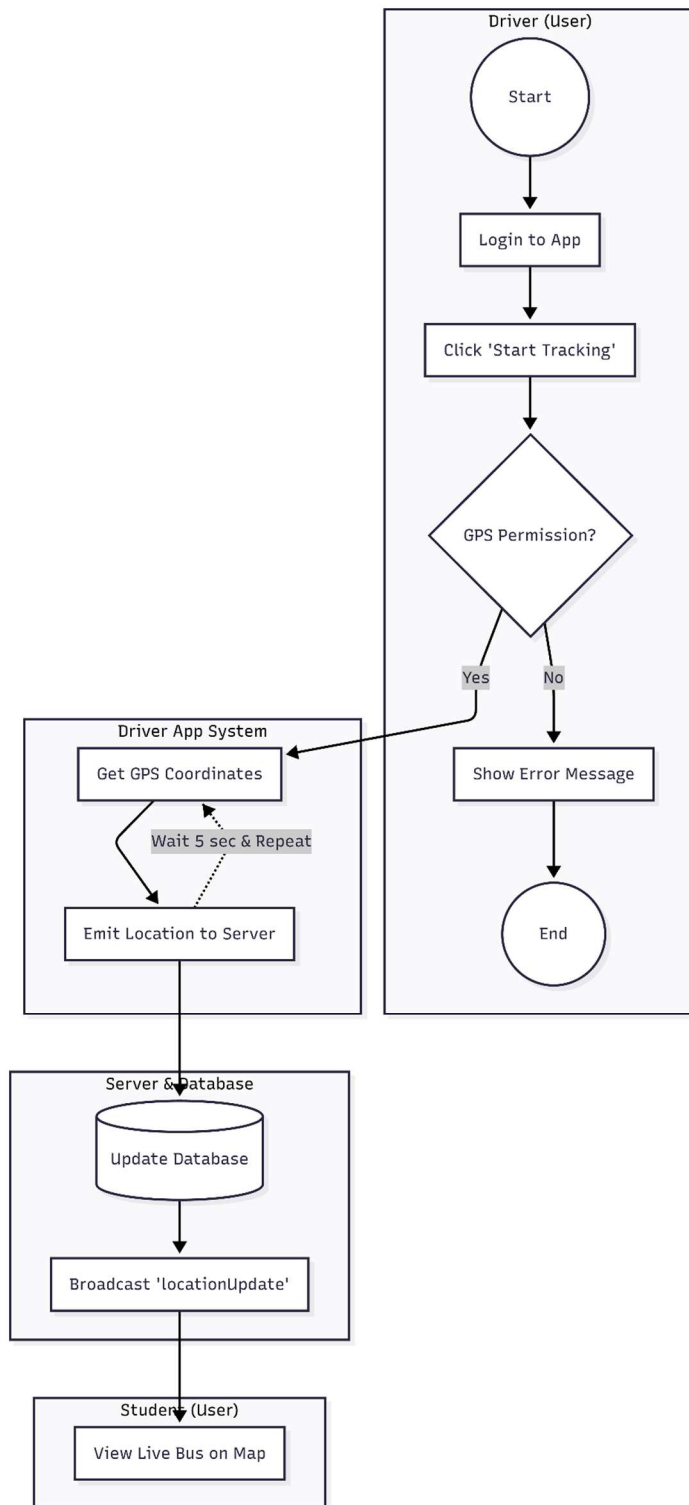 Driver (User)
Start
Login to App
Click 'Start Tracking'
GPS Permission?
Yes
No
Driver App System
Get GPS Coordinates
Show Error Message
Wait 5 sec & Repeat
Emit Location to Server
End
Server & Database
Update Database
Broadcast 'locationUpdate'
Student (User)
View Live Bus on Map